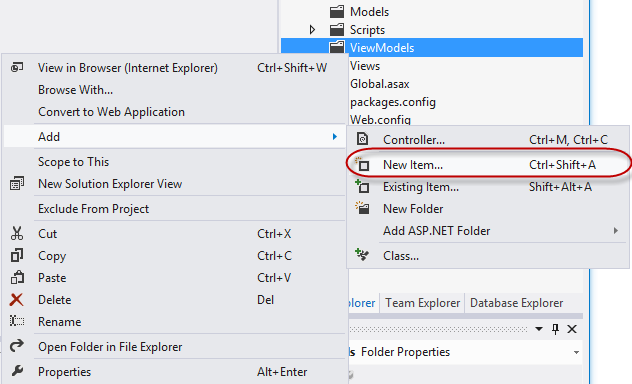 Models
Scripts
ViewModels
Views
Global.asax
packages.config
Web.config
View in Browser (Internet Explorer) Ctrl+Shift+W
Browse With...
Convert to Web Application
Add
Scope to This
New Solution Explorer View
Exclude From Project
Cut Ctrl+X
Copy Ctrl+C
Paste Ctrl+V
Delete Del
Rename
Open Folder in File Explorer
Properties Alt+Enter
Controller... Ctrl+M, Ctrl+C
New Item... Ctrl+Shift+A
Existing Item... Shift+Alt+A
New Folder
Add ASP.NET Folder
Class...
plorer Team Explorer Database Explorer
ls Folder Properties